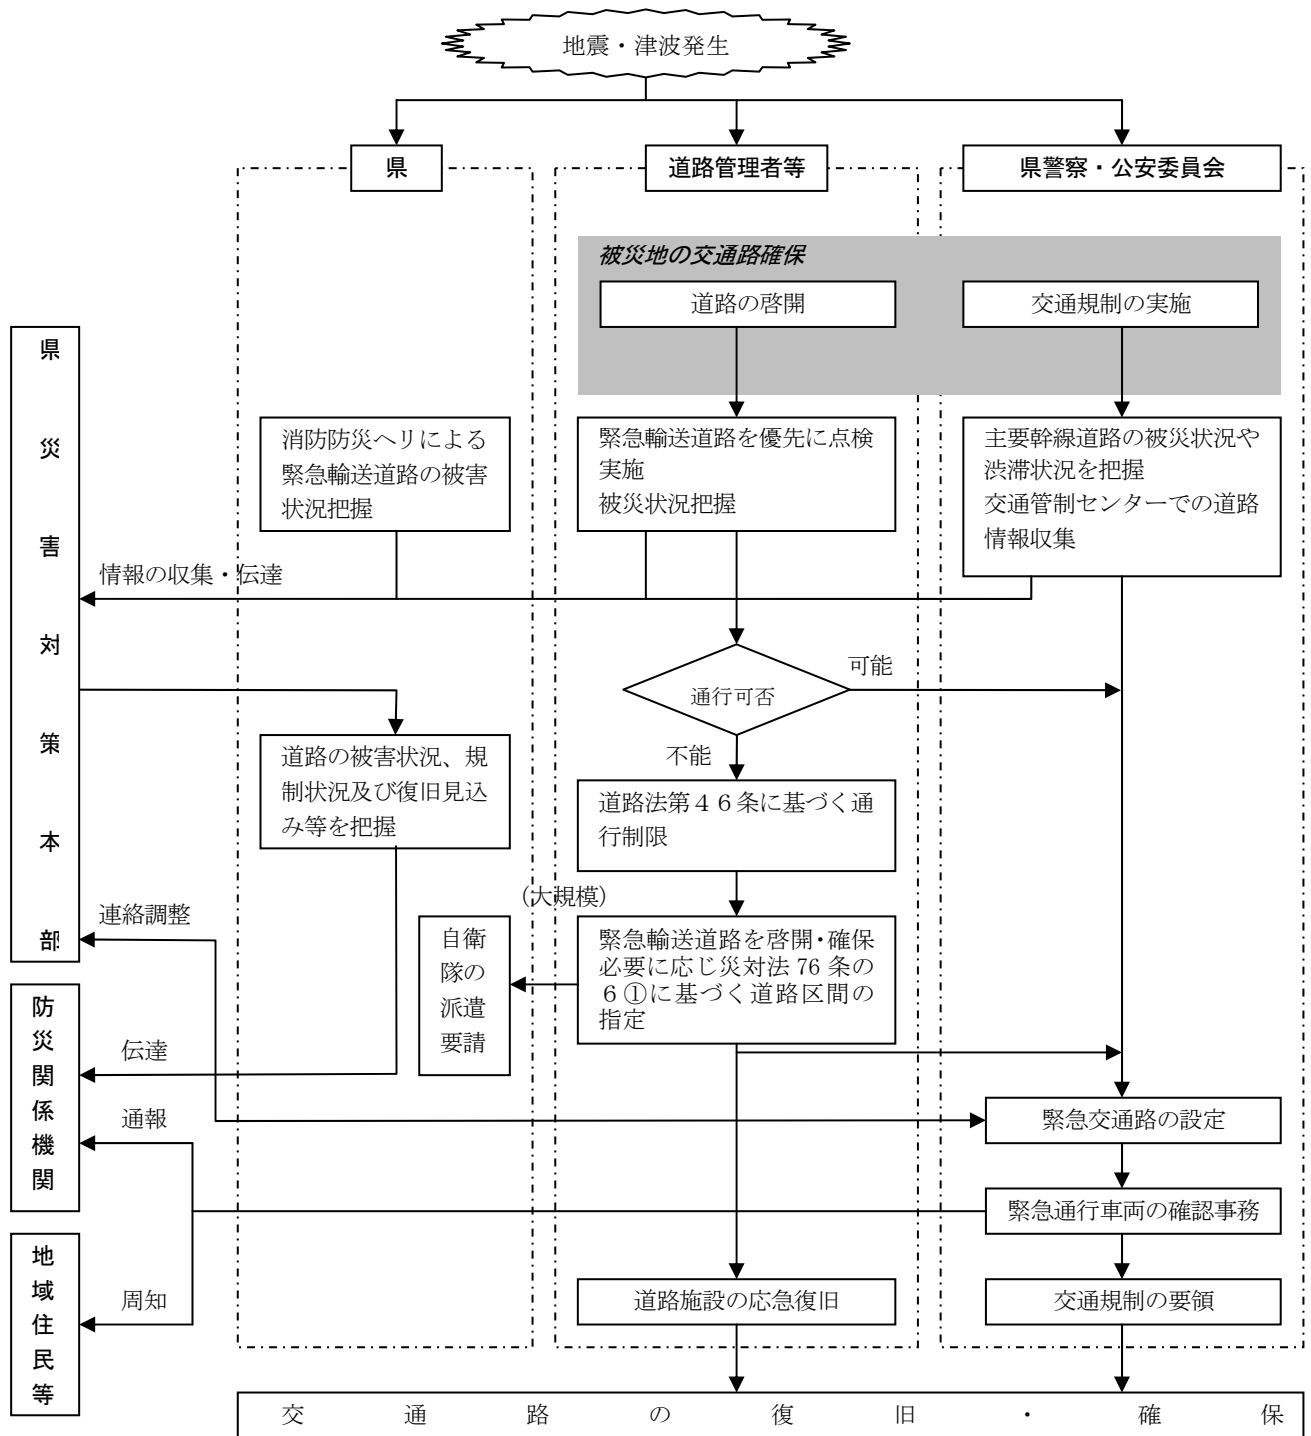 地震・津波発生
県
道路管理者等
県警察・公安委員会
被災地の交通路確保
道路の啓開
交通規制の実施
県災害対策本部
消防防災ヘリによる
緊急輸送道路の被害
状況把握
緊急輸送道路を優先に点検
実施
被災状況把握
主要幹線道路の被災状況や
渋滞状況を把握
交通管制センターでの道路
情報収集
情報の収集・伝達
通行可否
可能
不能
道路の被害状況、規
制状況及び復旧見込
み等を把握
道路法第４６条に基づく通
行制限
（大規模）
連絡調整
自衛
隊の
派遣
要請
緊急輸送道路を啓開・確保
必要に応じ災対法 76 条の
６①に基づく道路区間の
指定
防災関係機関
伝達
通報
緊急交通路の設定
緊急通行車両の確認事務
地域住民等
周知
道路施設の応急復旧
交通規制の要領
交通路の復旧・確保